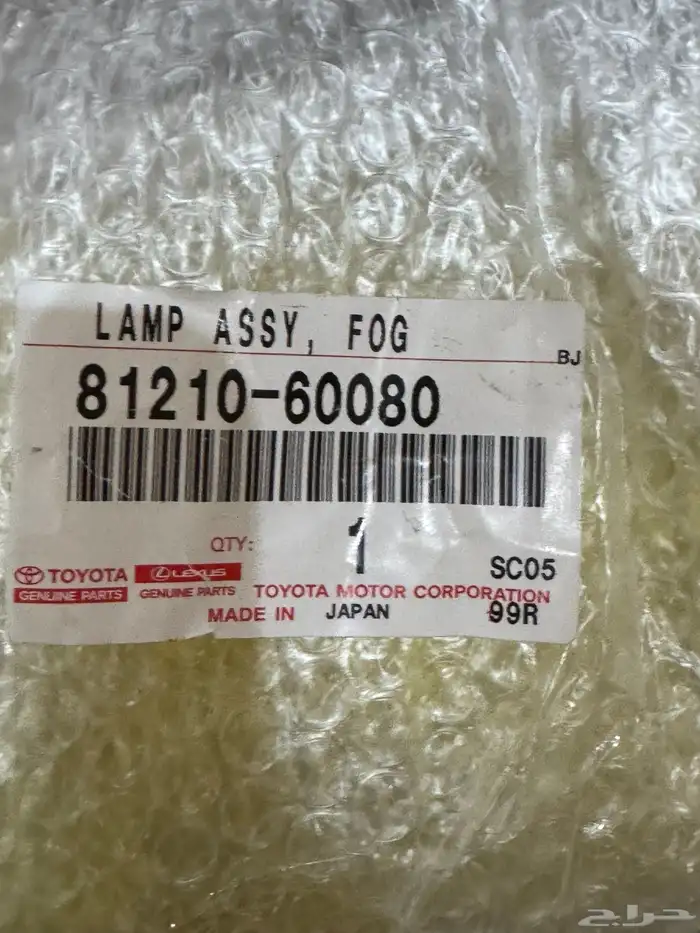 LAMP ASSY, FOG
BJ
81210-60080
QTY: 1
TOYOTA LEXUS SC05
GENUINE PARTS GENUINE PARTS TOYOTA MOTOR CORPORATION
MADE IN JAPAN 99R
حراج